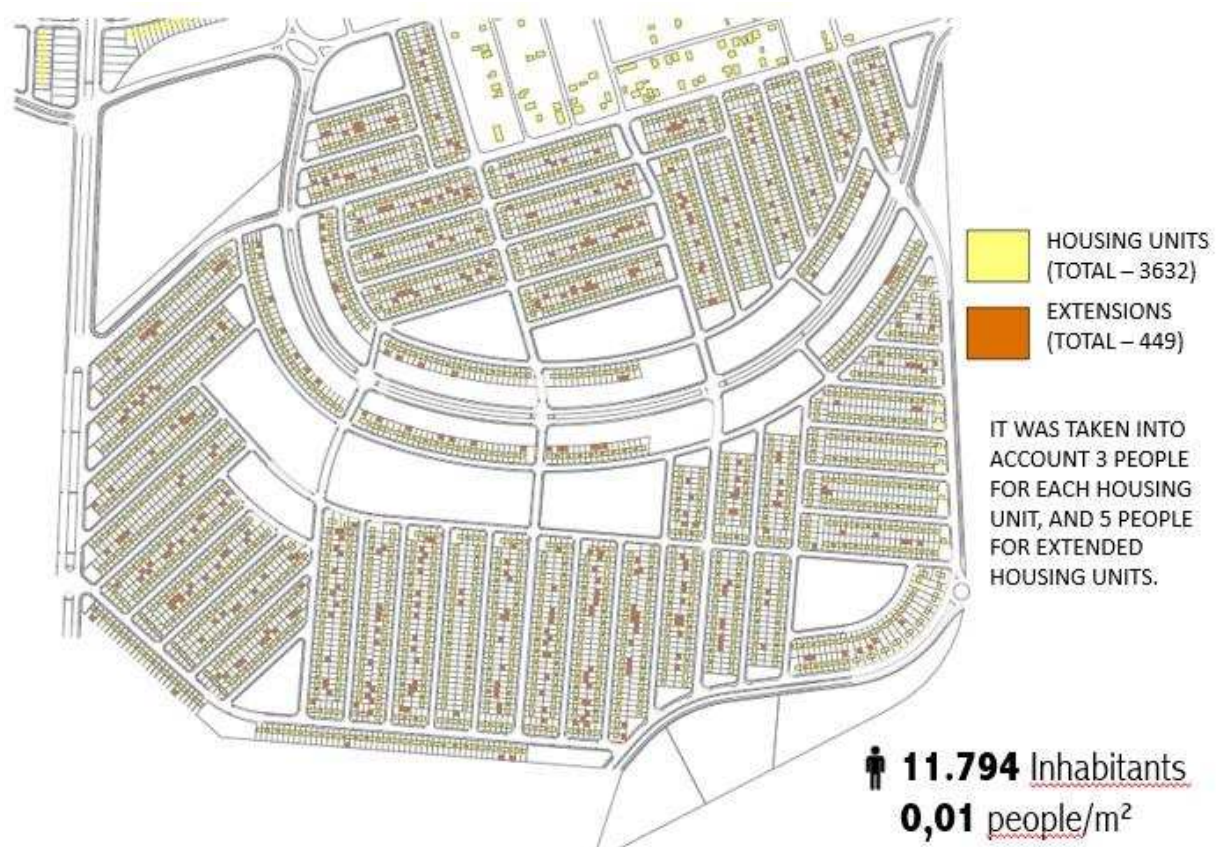 HOUSING UNITS
(TOTAL – 3632)
EXTENSIONS
(TOTAL – 449)
IT WAS TAKEN INTO
ACCOUNT 3 PEOPLE
FOR EACH HOUSING
UNIT, AND 5 PEOPLE
FOR EXTENDED
HOUSING UNITS.
11.794 Inhabitants
0,01 people/m²